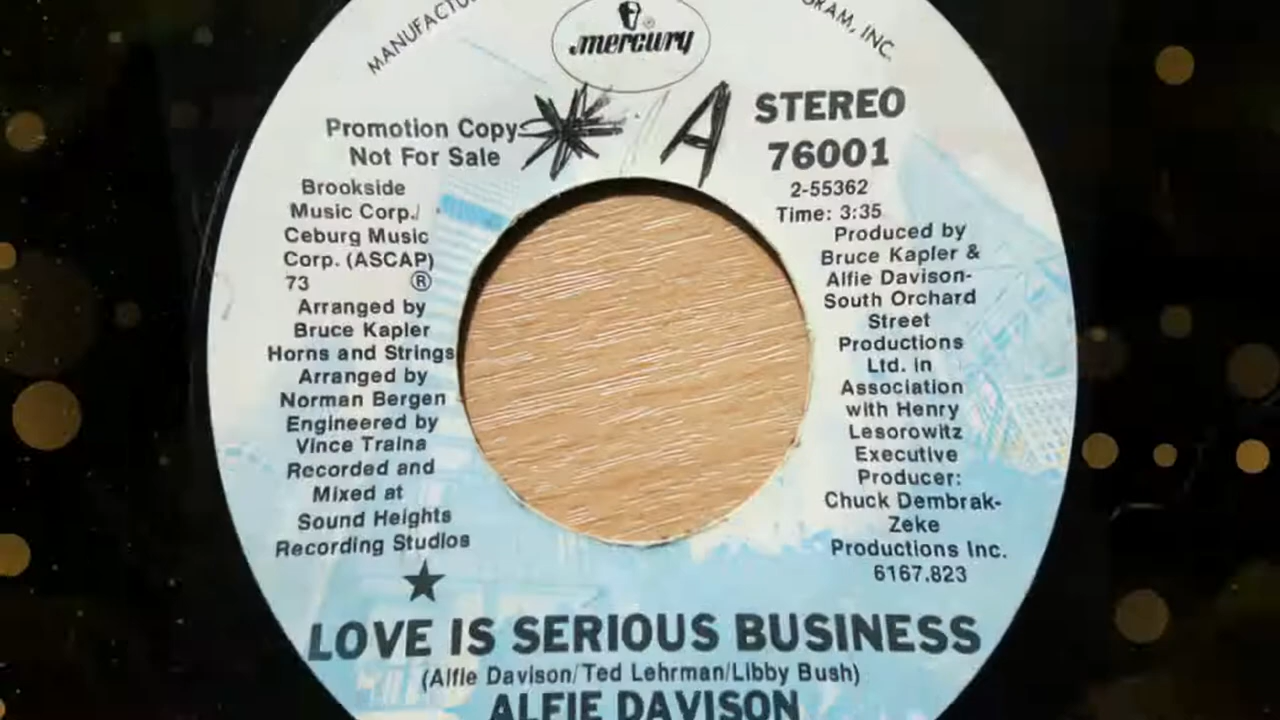 MANUFACTU
GRAM, INC.
mercury
®
Promotion Copy
Not For Sale
A
STEREO
76001
2-55362
Time: 3:35
Brookside
Music Corp./
Ceburg Music
Corp. (ASCAP)
73 ®
Arranged by
Bruce Kapler
Horns and Strings
Arranged by
Norman Bergen
Engineered by
Vince Traina
Recorded and
Mixed at
Sound Heights
Recording Studios
Produced by
Bruce Kapler &
Alfie Davison-
South Orchard
Street
Productions
Ltd. in
Association
with Henry
Lesorowitz
Executive
Producer:
Chuck Dembrak-
Zeke
Productions Inc.
6167.823
LOVE IS SERIOUS BUSINESS
(Alfie Davison/Ted Lehrman/Libby Bush)
ALFIE DAVISON